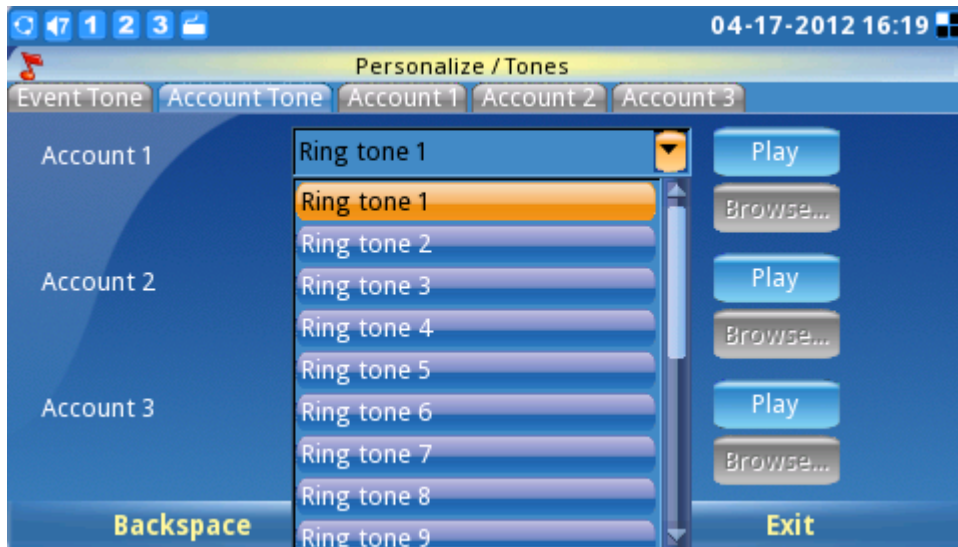 7 1 2 3 04-17-2012 16:19
Personalize / Tones
Event Tone Account Tone Account 1 Account 2 Account 3
Account 1 Ring tone 1 Play
Ring tone 1 Browse...
Ring tone 2
Account 2 Ring tone 3 Play
Ring tone 4 Browse...
Ring tone 5
Account 3 Ring tone 6 Play
Ring tone 7 Browse...
Ring tone 8
Backspace Ring tone 9 Exit